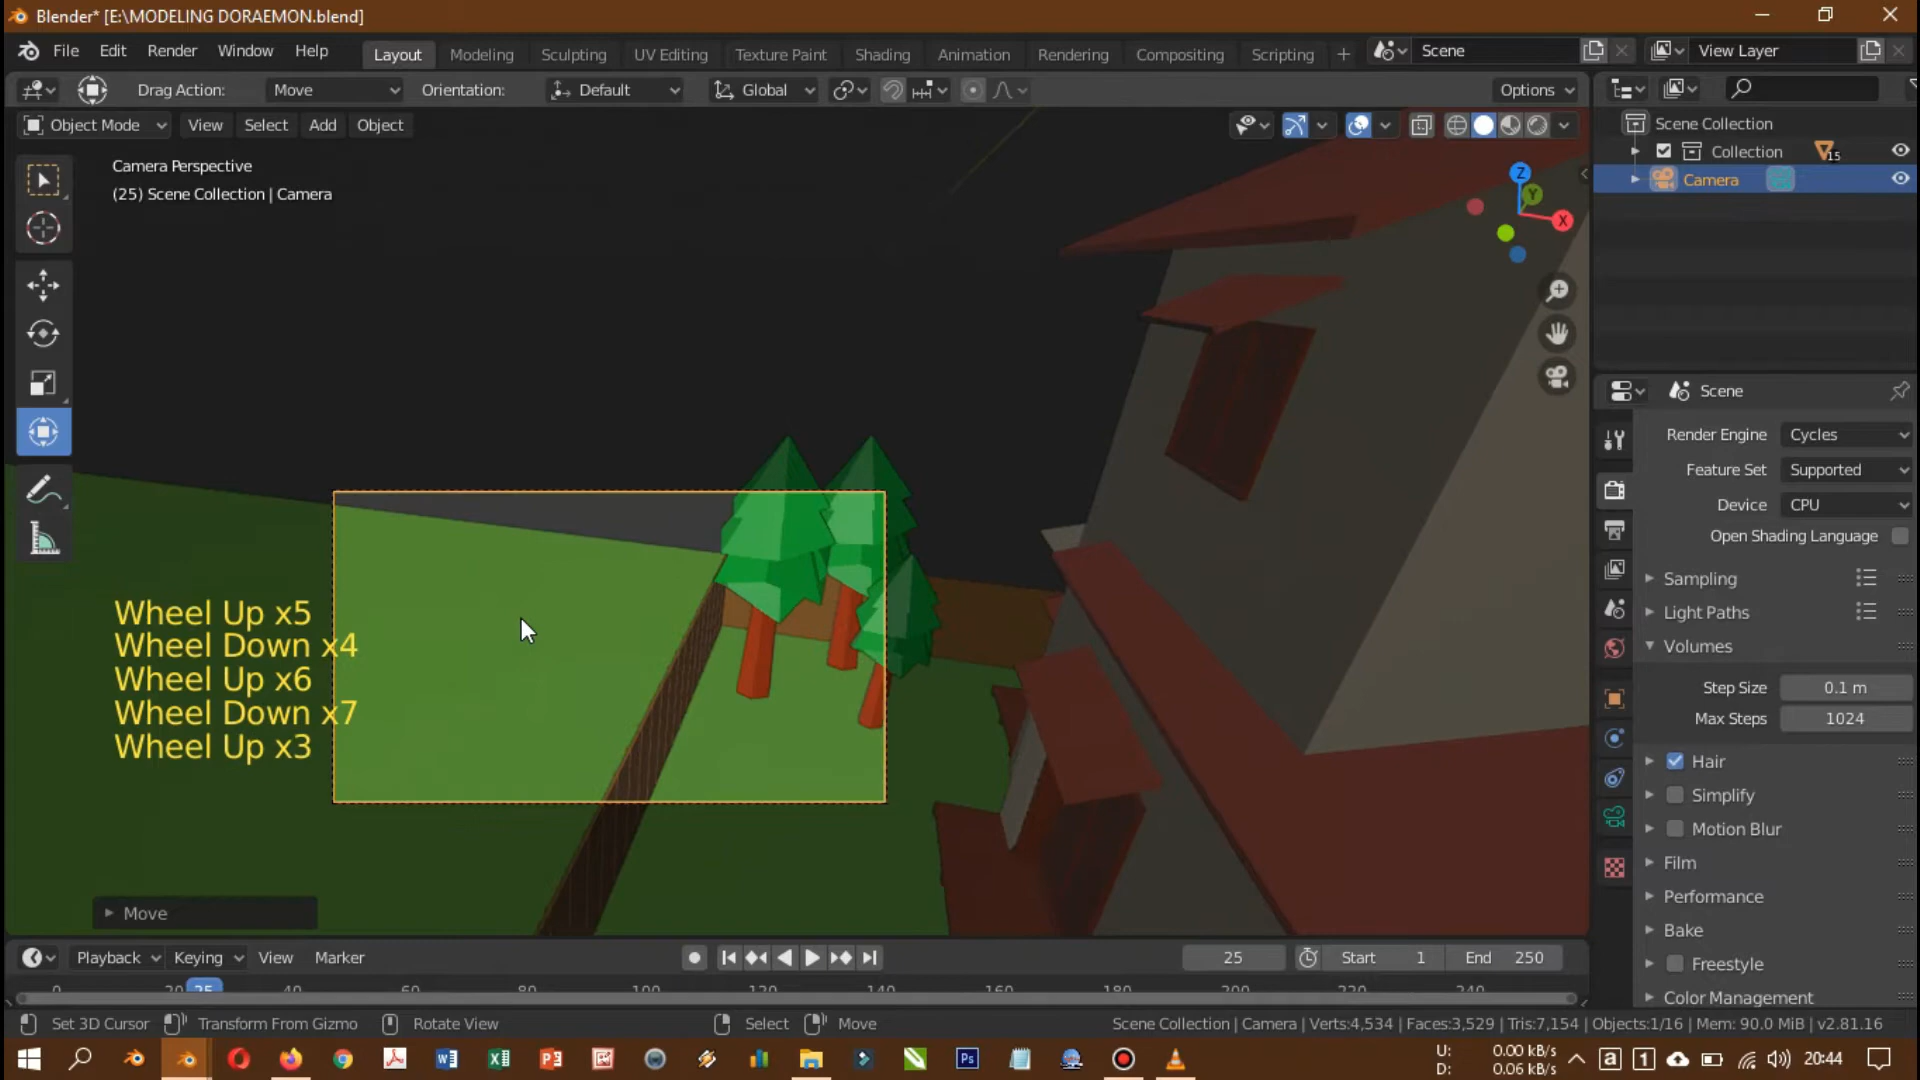 Blender* [E:\MODELING DORAEMON.blend]
File Edit Render Window Help
Layout Modeling Sculpting UV Editing Texture Paint Shading Animation Rendering Compositing Scripting +
Scene
View Layer
Drag Action: Move Orientation: Default Global Options
Object Mode View Select Add Object
Camera Perspective
(25) Scene Collection | Camera
Z
Y
X
Scene Collection
Collection 15
Camera
Scene
Render Engine Cycles
Feature Set Supported
Device CPU
Open Shading Language
Sampling
Light Paths
Volumes
Step Size 0.1 m
Max Steps 1024
Hair
Simplify
Motion Blur
Film
Performance
Bake
Freestyle
Color Management
Wheel Up x5
Wheel Down x4
Wheel Up x6
Wheel Down x7
Wheel Up x3
Move
Playback Keying View Marker
25 Start 1 End 250
0 20 25 40 60 80 100 120 140 160 180 200 220 240
Set 3D Cursor Transform From Gizmo Rotate View Select Move
Scene Collection | Camera | Verts:4,534 | Faces:3,529 | Tris:7,154 | Objects:1/16 | Mem: 90.0 MiB | v2.81.16
U: 0.00 kB/s
D: 0.06 kB/s
20:44